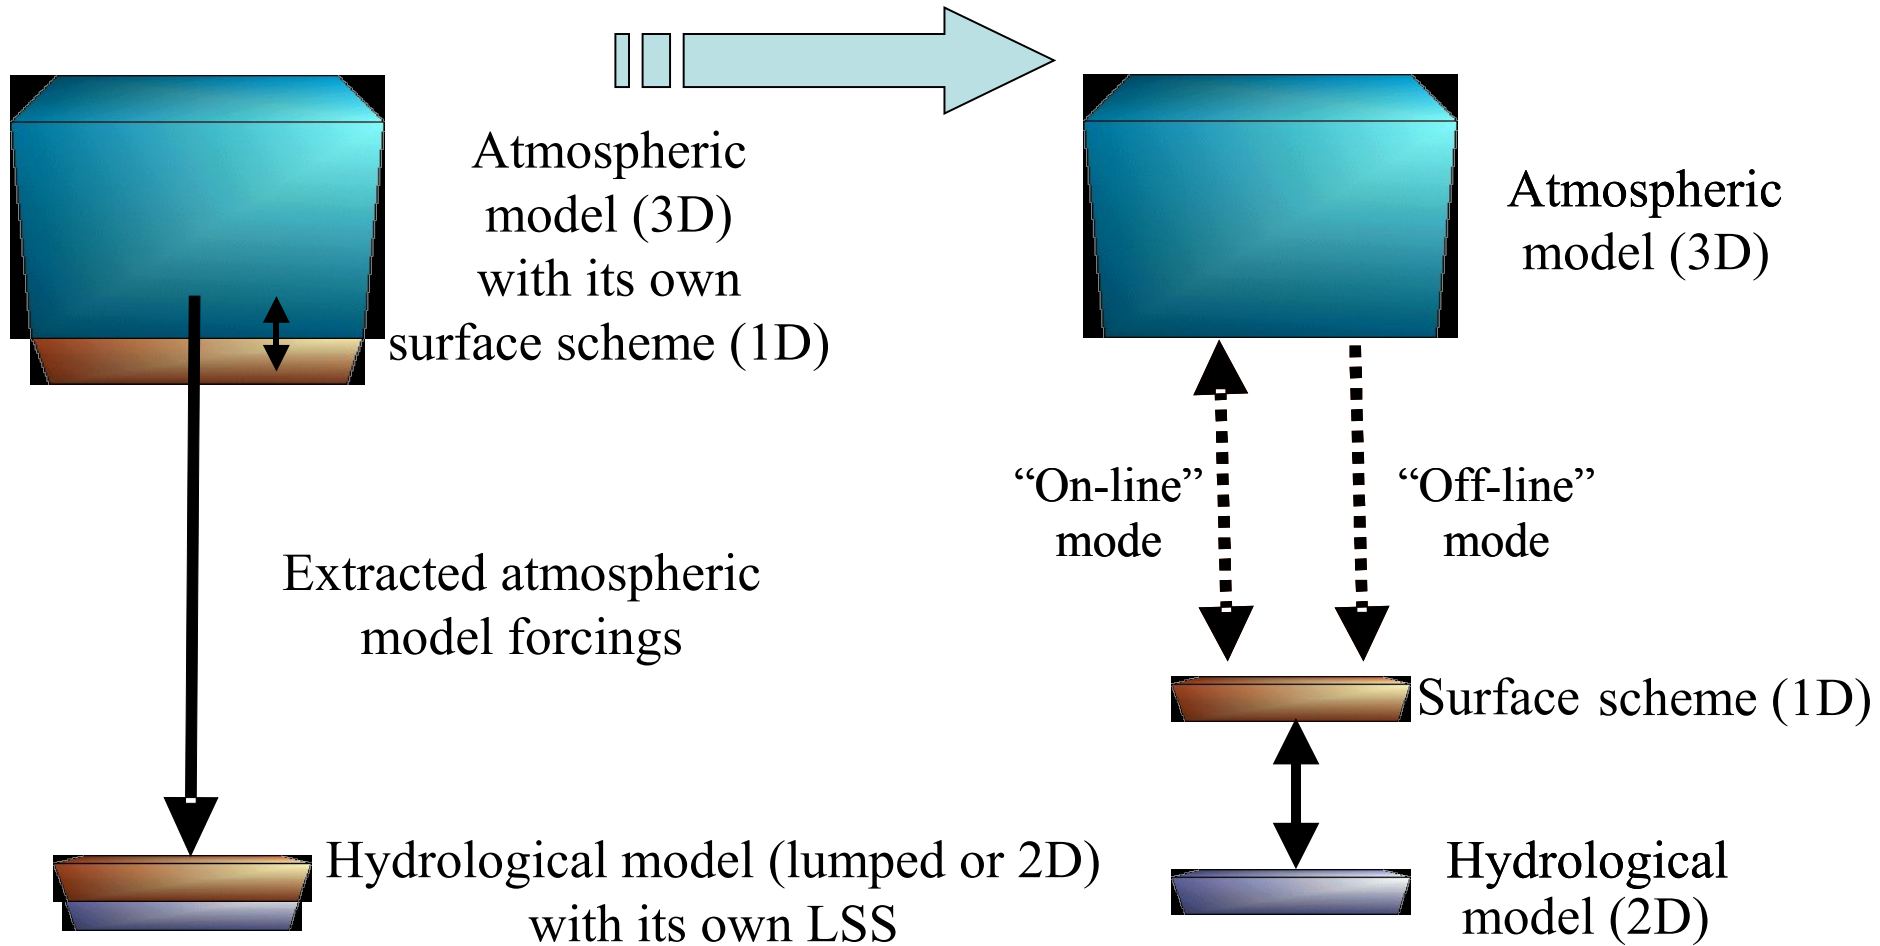 Atmospheric
model (3D)
with its own
surface scheme (1D)
Extracted atmospheric
model forcings
Hydrological model (lumped or 2D)
with its own LSS
Atmospheric
model (3D)
“On-line”
mode
“Off-line”
mode
Surface scheme (1D)
Hydrological
model (2D)